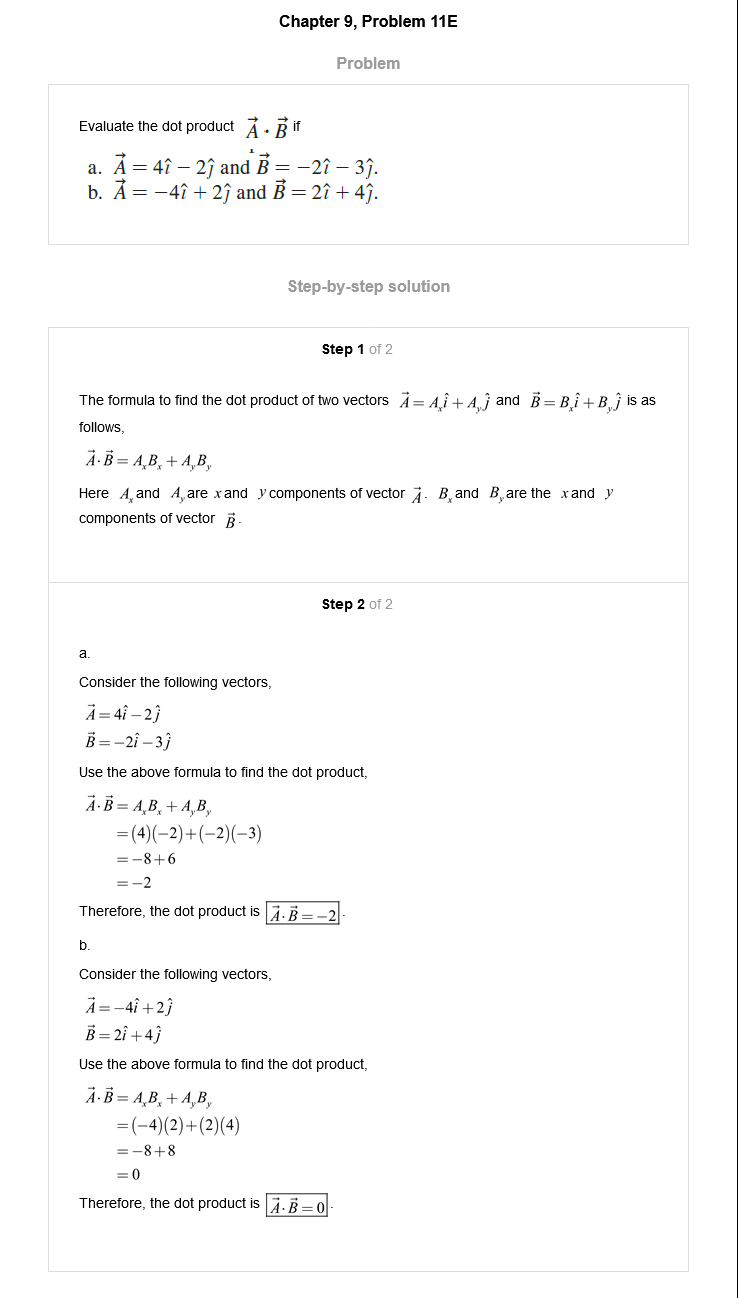 Chapter 9, Problem 11E
Problem
Evaluate the dot product \(\vec{A} \cdot \vec{B}\) if
a. \(\vec{A} = 4\hat{\imath} - 2\hat{\jmath}\) and \(\vec{B} = -2\hat{\imath} - 3\hat{\jmath}\).
b. \(\vec{A} = -4\hat{\imath} + 2\hat{\jmath}\) and \(\vec{B} = 2\hat{\imath} + 4\hat{\jmath}\).
Step-by-step solution
Step 1 of 2
The formula to find the dot product of two vectors \(\vec{A} = A_x\hat{i} + A_y\hat{j}\) and \(\vec{B} = B_x\hat{i} + B_y\hat{j}\) is as
follows,
\(\vec{A} \cdot \vec{B} = A_xB_x + A_yB_y\)
Here \(A_x\) and \(A_y\) are x and y components of vector \(\vec{A}\). \(B_x\) and \(B_y\) are the x and y
components of vector \(\vec{B}\).
Step 2 of 2
a.
Consider the following vectors,
\(\vec{A} = 4\hat{i} - 2\hat{j}\)
\(\vec{B} = -2\hat{i} - 3\hat{j}\)
Use the above formula to find the dot product,
\(\vec{A} \cdot \vec{B} = A_xB_x + A_yB_y\)
= (4)(−2)+(−2)(−3)
= −8+6
= −2
Therefore, the dot product is \(\vec{A} \cdot \vec{B} = -2\).
b.
Consider the following vectors,
\(\vec{A} = -4\hat{i} + 2\hat{j}\)
\(\vec{B} = 2\hat{i} + 4\hat{j}\)
Use the above formula to find the dot product,
\(\vec{A} \cdot \vec{B} = A_xB_x + A_yB_y\)
= (−4)(2)+(2)(4)
= −8+8
= 0
Therefore, the dot product is \(\vec{A} \cdot \vec{B} = 0\).